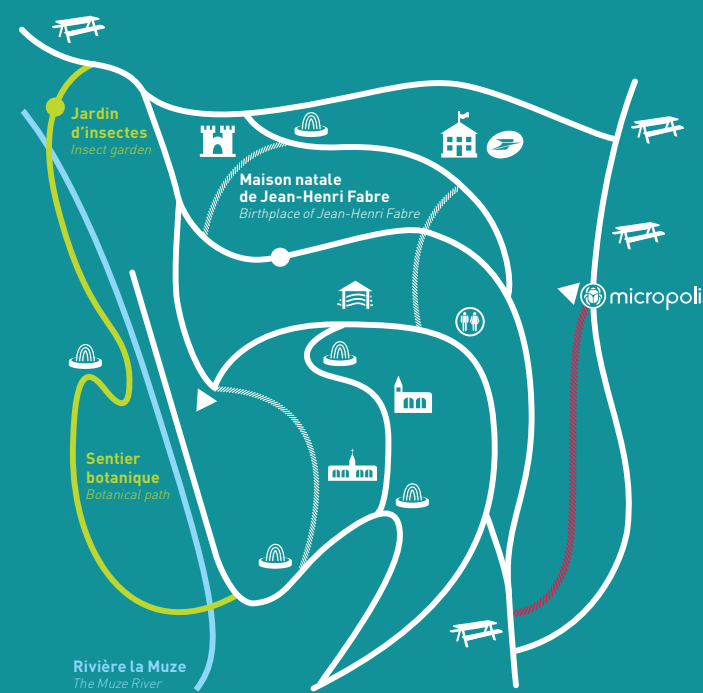 Jardin
d'insectes
Insect garden
Maison natale
de Jean-Henri Fabre
Birthplace of Jean-Henri Fabre
micropoli
Sentier
botanique
Botanical path
Rivière la Muze
The Muze River